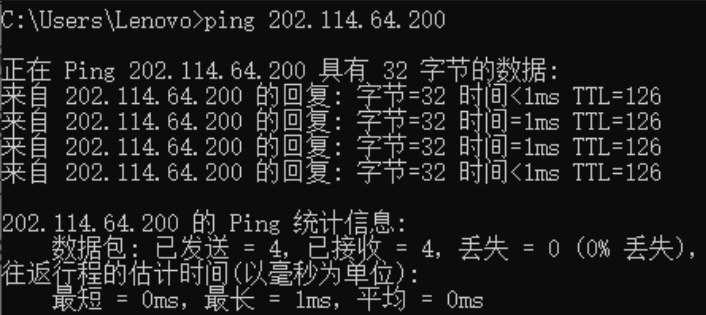 C:\Users\Lenovo>ping 202.114.64.200
正在 Ping 202.114.64.200 具有 32 字节的数据:
来自 202.114.64.200 的回复: 字节=32 时间<1ms TTL=126
来自 202.114.64.200 的回复: 字节=32 时间=1ms TTL=126
来自 202.114.64.200 的回复: 字节=32 时间=1ms TTL=126
来自 202.114.64.200 的回复: 字节=32 时间<1ms TTL=126
202.114.64.200 的 Ping 统计信息:
数据包: 已发送 = 4，已接收 = 4，丢失 = 0 (0% 丢失)，
往返行程的估计时间(以毫秒为单位):
最短 = 0ms，最长 = 1ms，平均 = 0ms